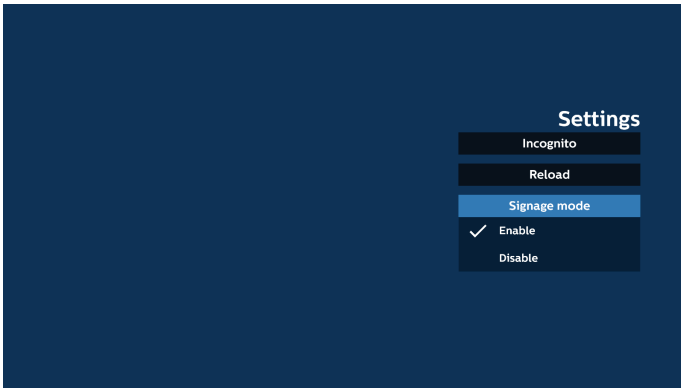 Settings
Incognito
Reload
Signage mode
Enable
Disable